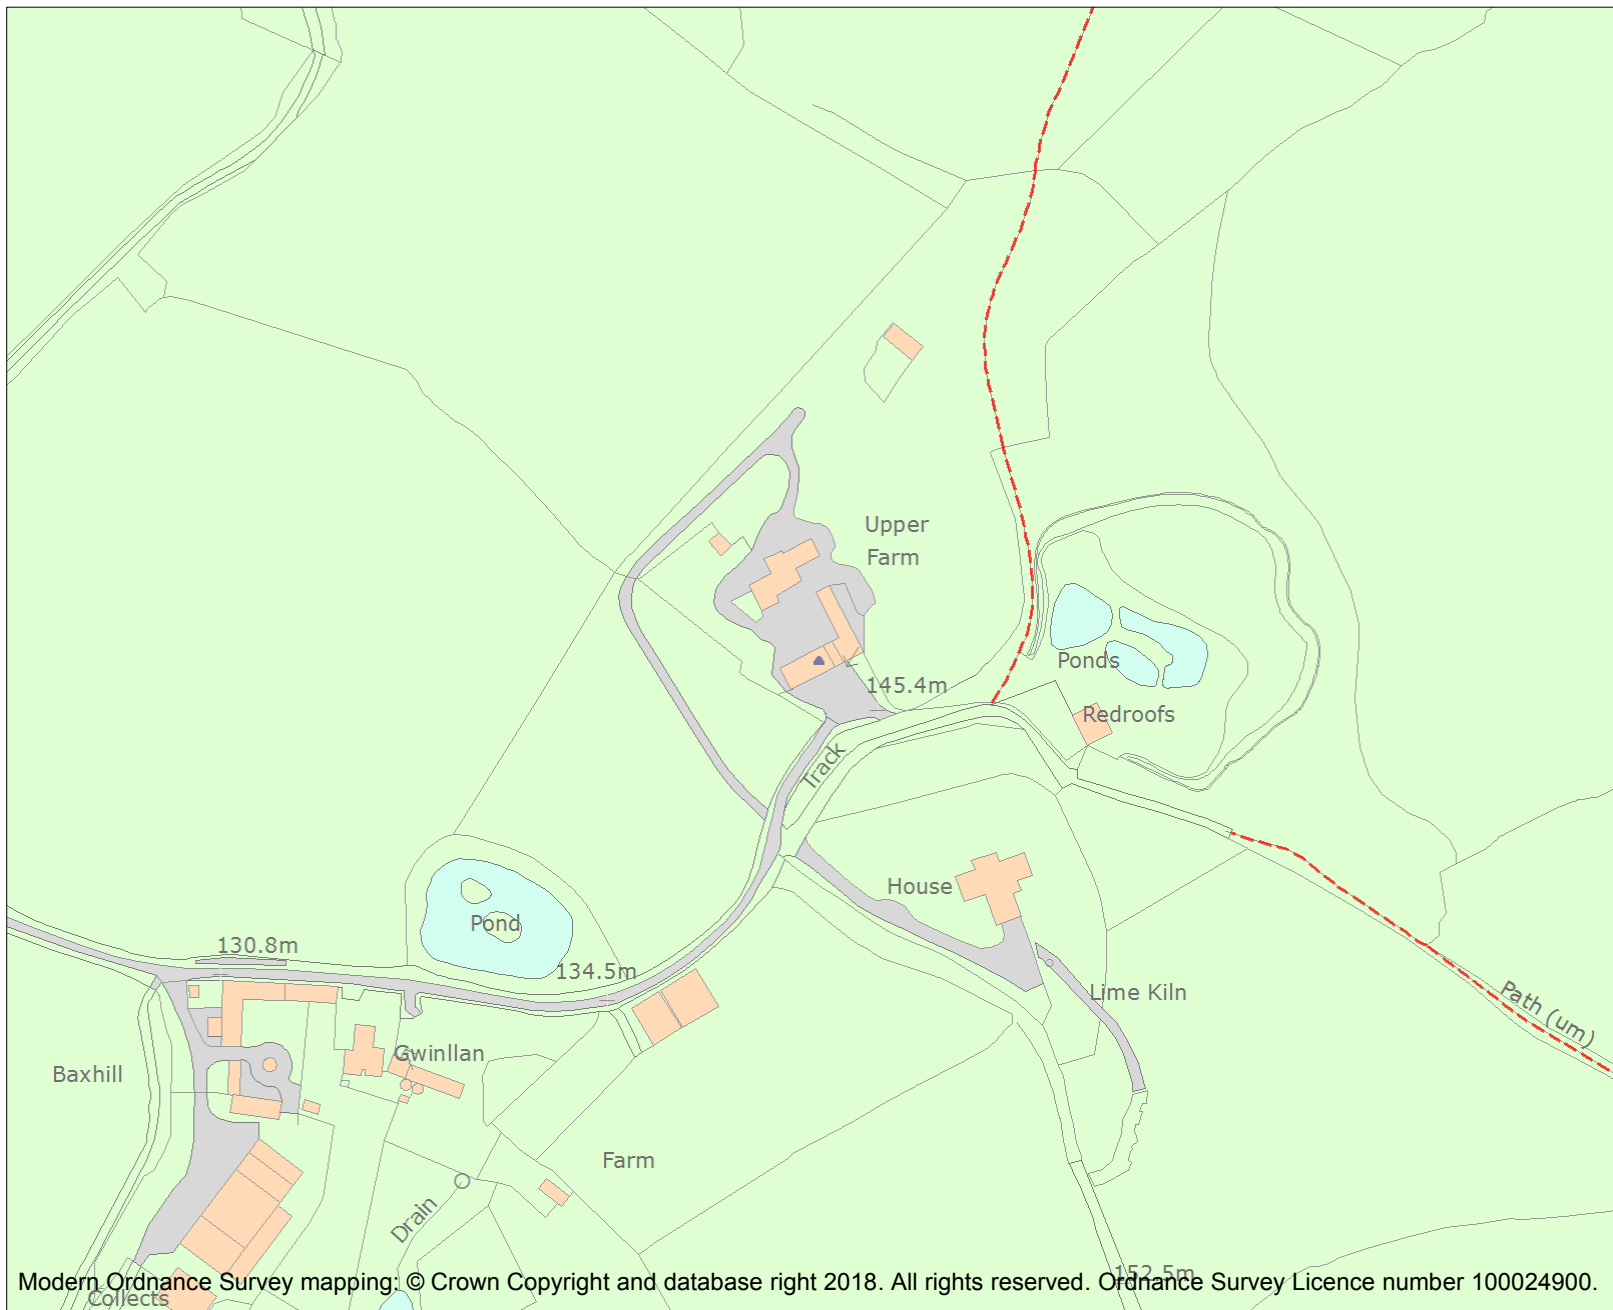 Upper
Farm
Ponds
145.4m
Redroofs
Track
House
Pond
130.8m
134.5m
Lime Kiln
Path (um)
Gwinllan
Baxhill
Farm
Drain
152.5m
Modern Ordnance Survey mapping: © Crown Copyright and database right 2018. All rights reserved. Ordnance Survey Licence number 100024900.
Collects